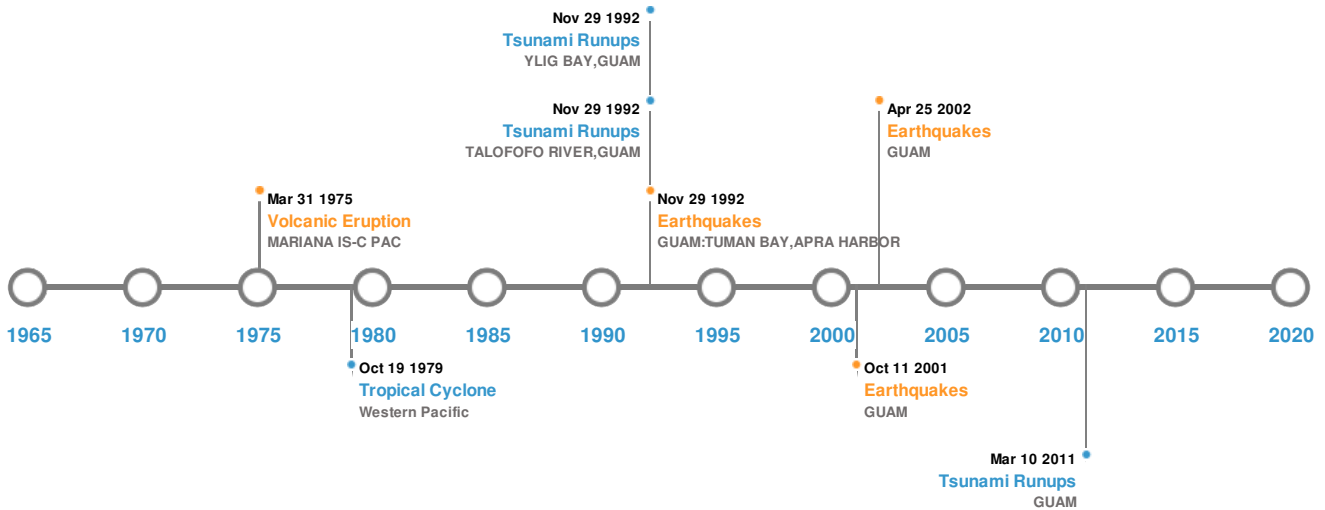 Nov 29 1992
Tsunami Runups
YLIG BAY,GUAM
Nov 29 1992
Tsunami Runups
TALOFOFO RIVER,GUAM
Apr 25 2002
Earthquakes
GUAM
Mar 31 1975
Volcanic Eruption
MARIANA IS-C PAC
Nov 29 1992
Earthquakes
GUAM:TUMAN BAY,APRA HARBOR
1965 1970 1975 1980 1985 1990 1995 2000 2005 2010 2015 2020
Oct 19 1979
Tropical Cyclone
Western Pacific
Oct 11 2001
Earthquakes
GUAM
Mar 10 2011
Tsunami Runups
GUAM